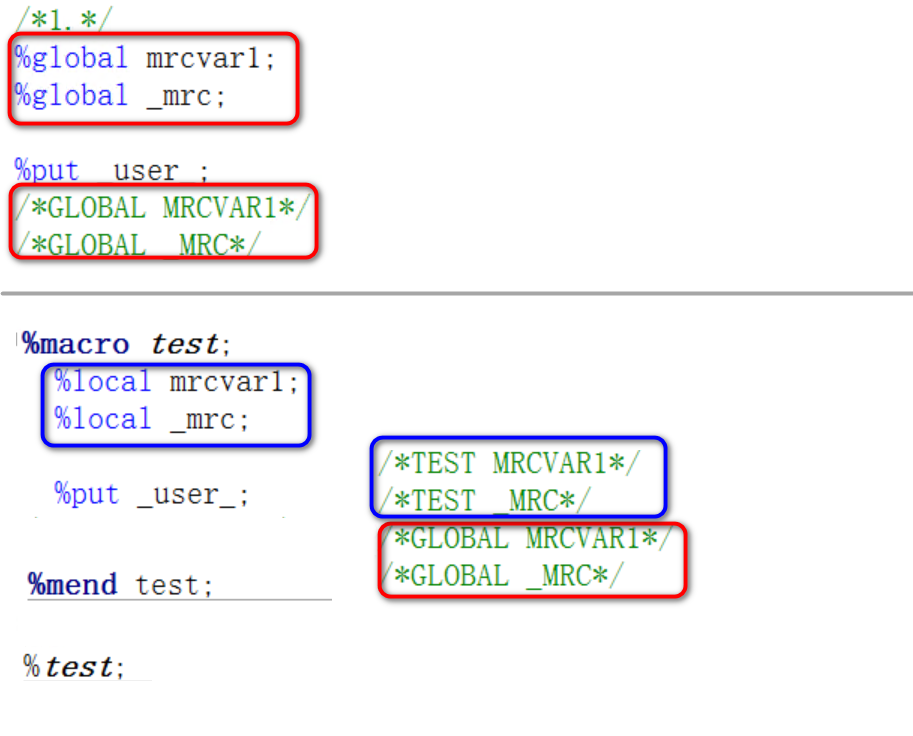 /*1.*/
%global mrcvar1;
%global _mrc;
%put _user_;
/*GLOBAL MRCVAR1*/
/*GLOBAL _MRC*/
%macro test;
%local mrcvar1;
%local _mrc;
%put _user_;
%mend test;
%test;
/*TEST MRCVAR1*/
/*TEST _MRC*/
/*GLOBAL MRCVAR1*/
/*GLOBAL _MRC*/